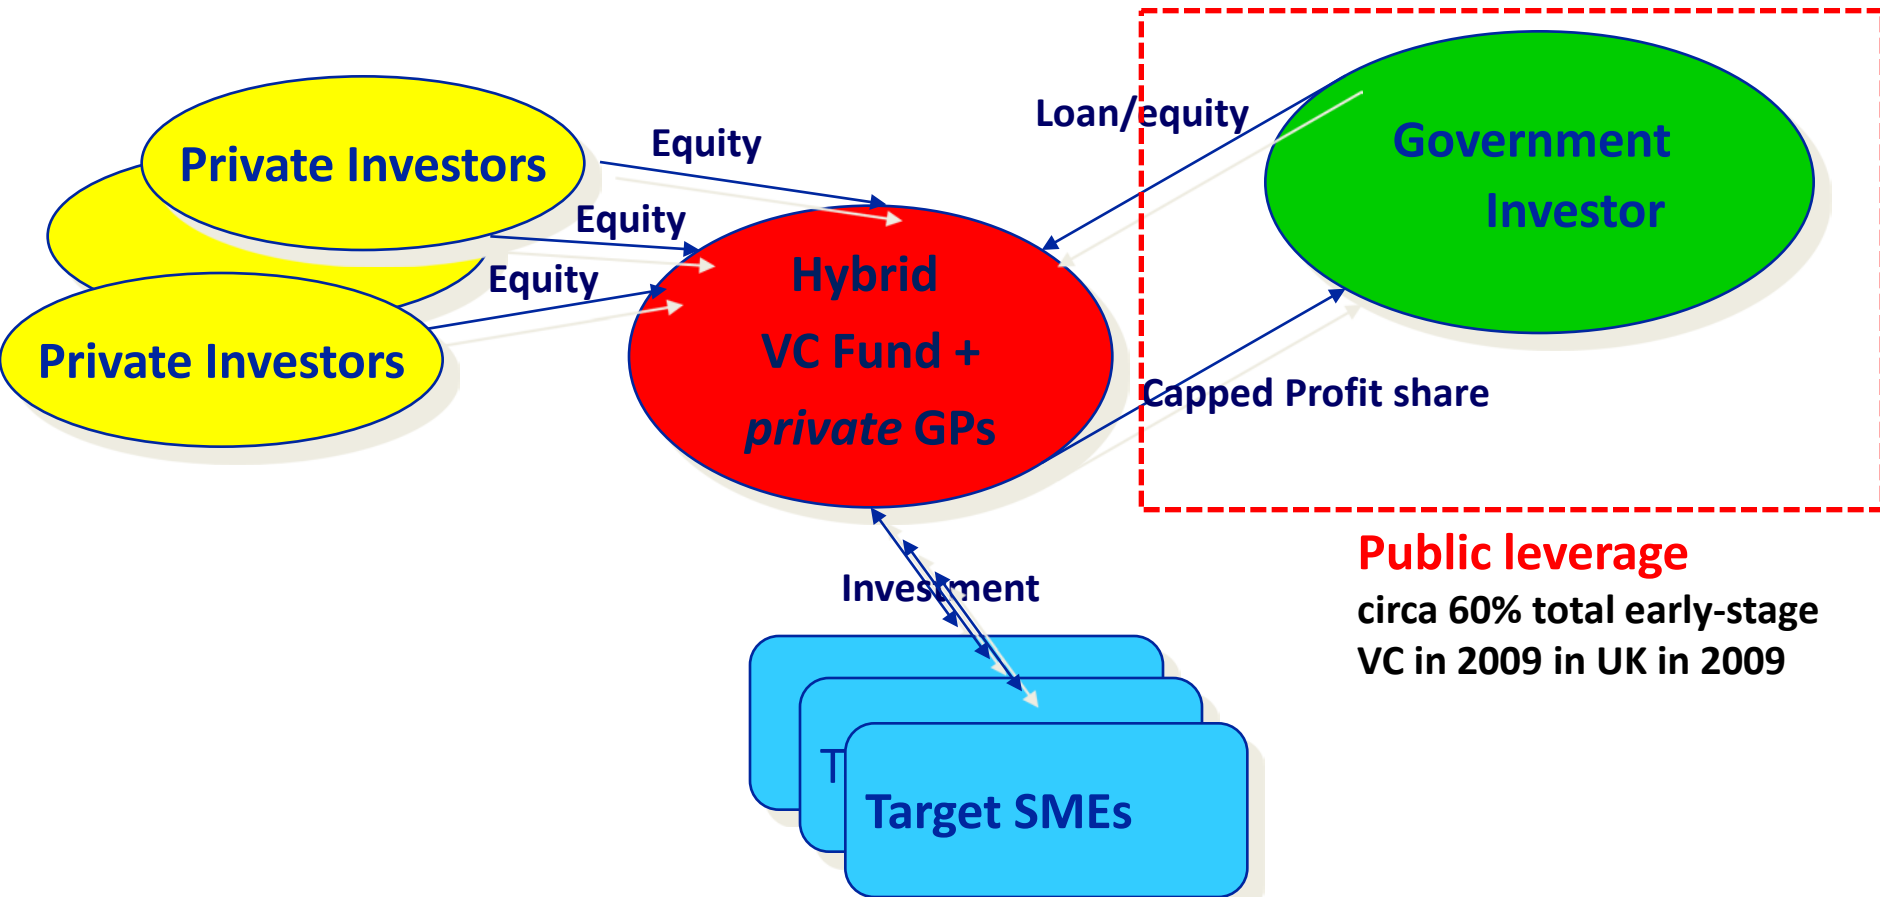 Private Investors
Private Investors
Equity
Equity
Equity
Loan/equity
Government
Investor
Hybrid
VC Fund +
private GPs
Capped Profit share
Public leverage
circa 60% total early-stage
VC in 2009 in UK in 2009
Investment
T
Target SMEs